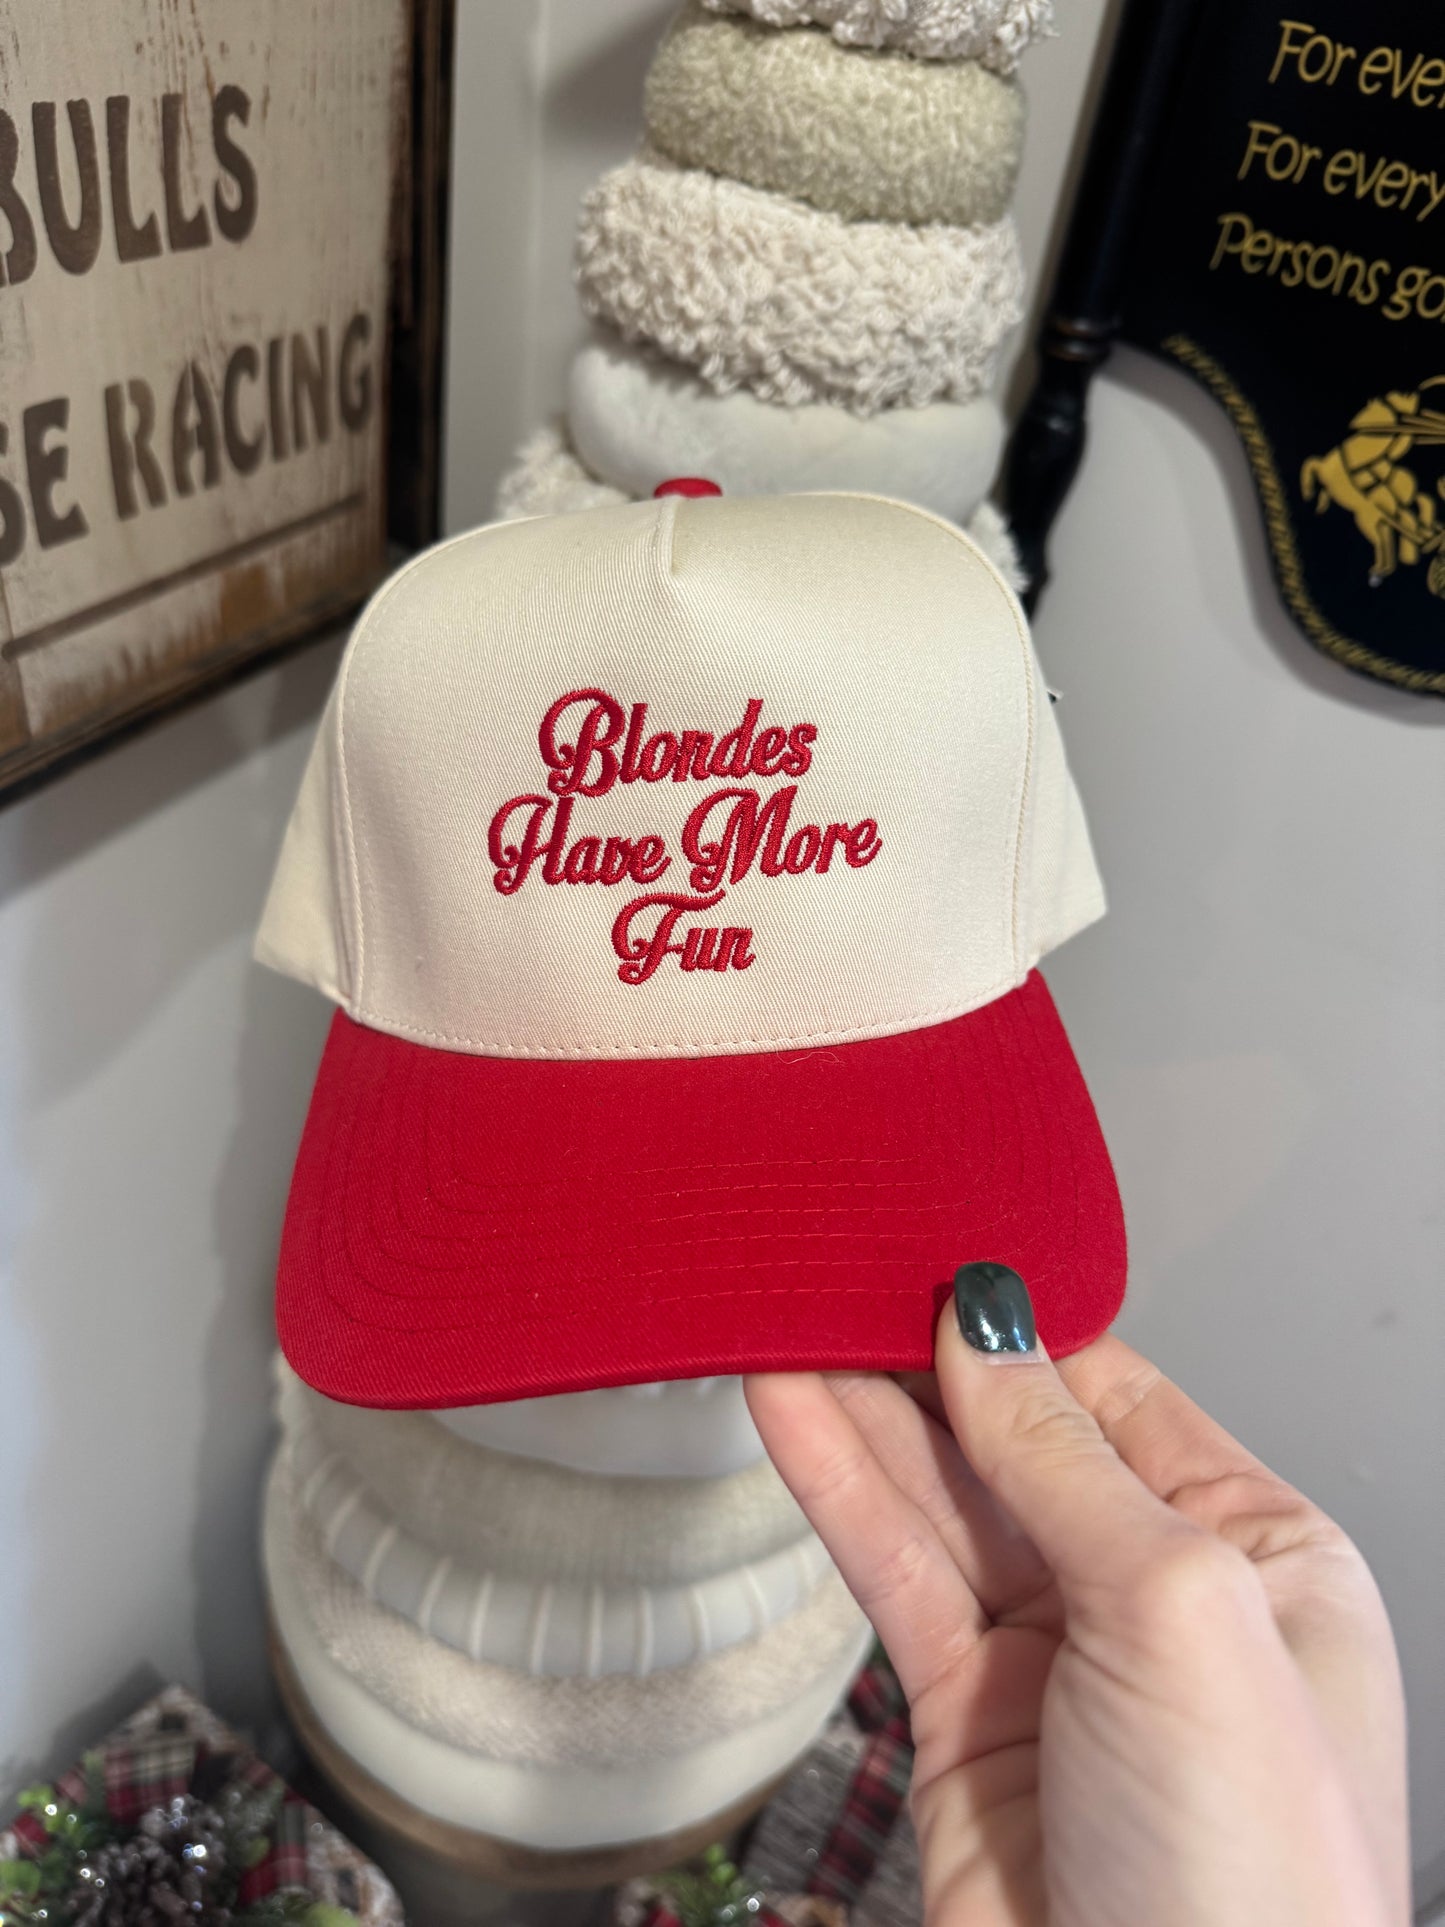 BULLS
SE RACING
For ever
For every
Persons go
Blondes
Have More
Fun